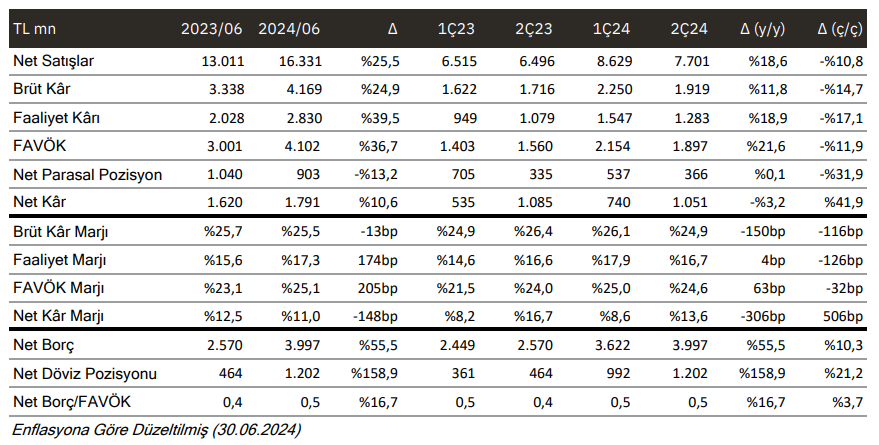 TL mn 2023/06 2024/06 Δ 1Ç23 2Ç23 1Ç24 2Ç24 Δ (y/y) Δ (ç/ç)
Net Satışlar 13.011 16.331 %25,5 6.515 6.496 8.629 7.701 %18,6 -%10,8
Brüt Kâr 3.338 4.169 %24,9 1.622 1.716 2.250 1.919 %11,8 -%14,7
Faaliyet Kârı 2.028 2.830 %39,5 949 1.079 1.547 1.283 %18,9 -%17,1
FAVÖK 3.001 4.102 %36,7 1.403 1.560 2.154 1.897 %21,6 -%11,9
Net Parasal Pozisyon 1.040 903 -%13,2 705 335 537 366 %0,1 -%31,9
Net Kâr 1.620 1.791 %10,6 535 1.085 740 1.051 -%3,2 %41,9
Brüt Kâr Marjı %25,7 %25,5 -13bp %24,9 %26,4 %26,1 %24,9 -150bp -116bp
Faaliyet Marjı %15,6 %17,3 174bp %14,6 %16,6 %17,9 %16,7 4bp -126bp
FAVÖK Marjı %23,1 %25,1 205bp %21,5 %24,0 %25,0 %24,6 63bp -32bp
Net Kâr Marjı %12,5 %11,0 -148bp %8,2 %16,7 %8,6 %13,6 -306bp 506bp
Net Borç 2.570 3.997 %55,5 2.449 2.570 3.622 3.997 %55,5 %10,3
Net Döviz Pozisyonu 464 1.202 %158,9 361 464 992 1.202 %158,9 %21,2
Net Borç/FAVÖK 0,4 0,5 %16,7 0,5 0,4 0,5 0,5 %16,7 %3,7
Enflasyona Göre Düzeltilmiş (30.06.2024)